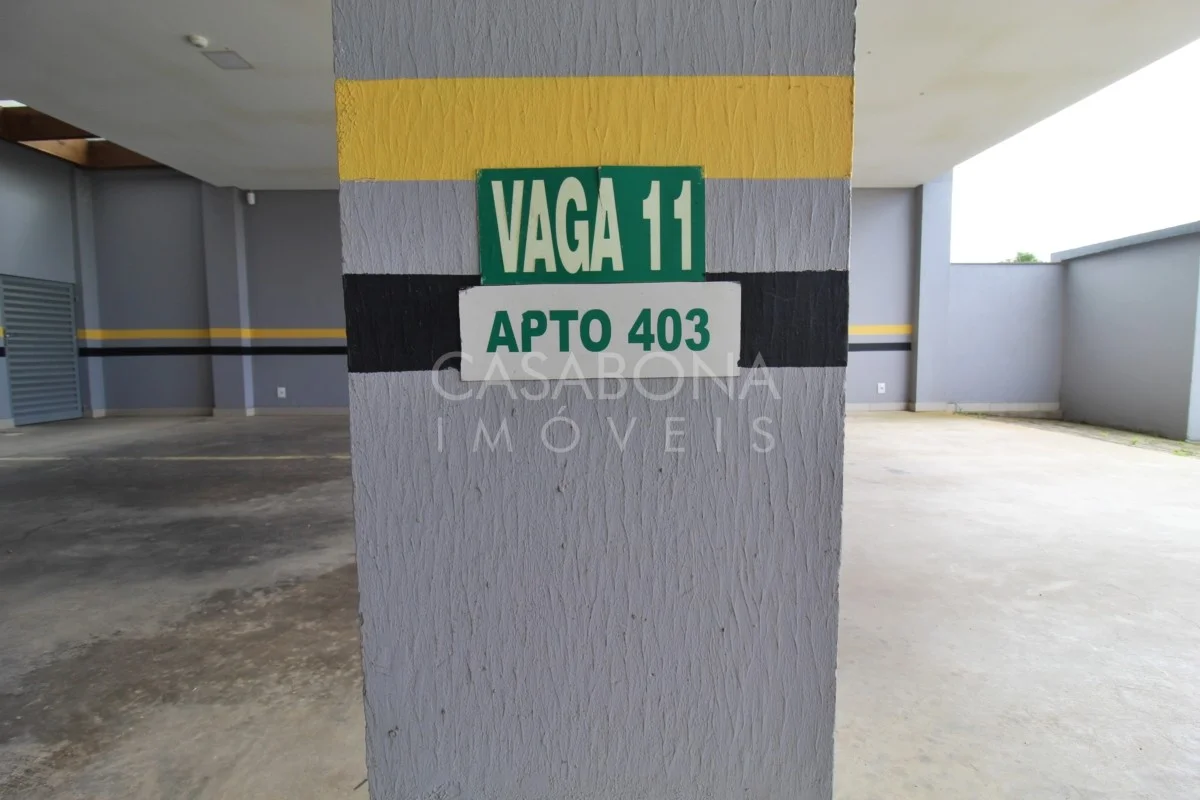 VAGA 11
APTO 403
CASABONA
IMÓVEIS